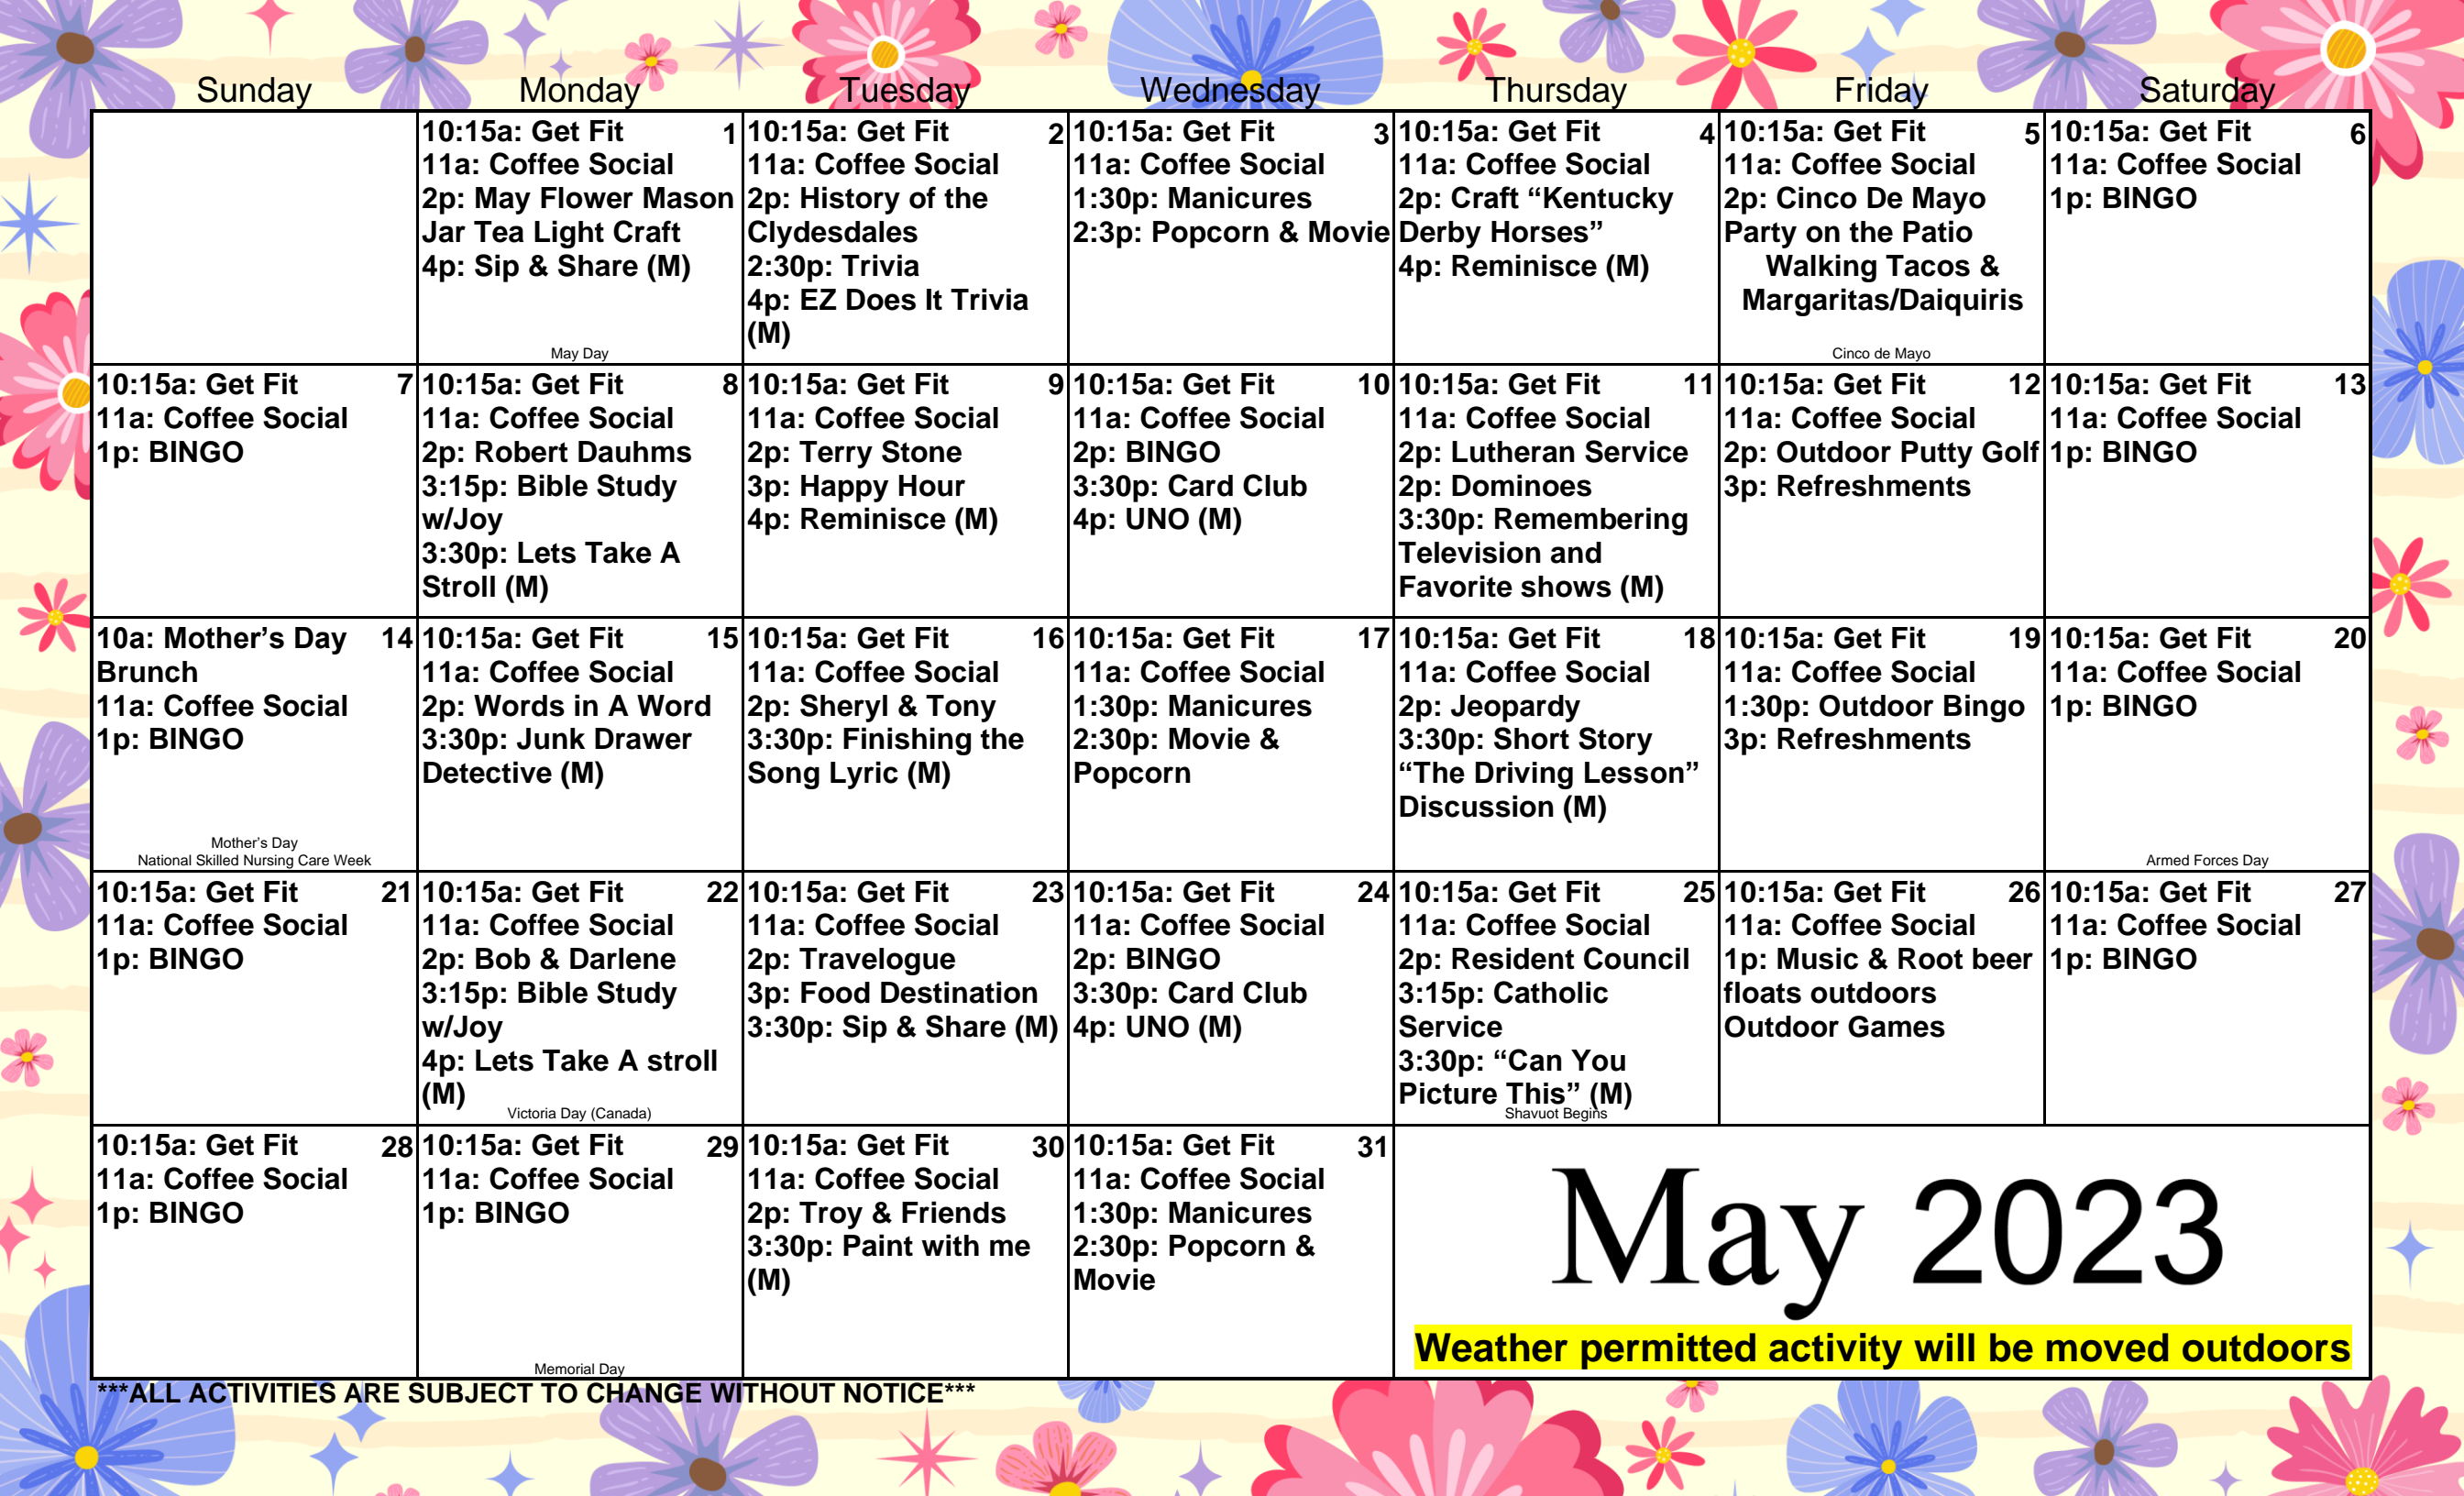 Sunday Monday Tuesday Wednesday Thursday Friday Saturday
10:15a: Get Fit 1
11a: Coffee Social
2p: May Flower Mason
Jar Tea Light Craft
4p: Sip & Share (M)
May Day
10:15a: Get Fit 2
11a: Coffee Social
2p: History of the
Clydesdales
2:30p: Trivia
4p: EZ Does It Trivia
(M)
10:15a: Get Fit 3
11a: Coffee Social
1:30p: Manicures
2:3p: Popcorn & Movie
10:15a: Get Fit 4
11a: Coffee Social
2p: Craft “Kentucky
Derby Horses”
4p: Reminisce (M)
10:15a: Get Fit 5
11a: Coffee Social
2p: Cinco De Mayo
Party on the Patio
Walking Tacos &
Margaritas/Daiquiris
Cinco de Mayo
10:15a: Get Fit 6
11a: Coffee Social
1p: BINGO
10:15a: Get Fit 7
11a: Coffee Social
1p: BINGO
10:15a: Get Fit 8
11a: Coffee Social
2p: Robert Dauhms
3:15p: Bible Study
w/Joy
3:30p: Lets Take A
Stroll (M)
10:15a: Get Fit 9
11a: Coffee Social
2p: Terry Stone
3p: Happy Hour
4p: Reminisce (M)
10:15a: Get Fit 10
11a: Coffee Social
2p: BINGO
3:30p: Card Club
4p: UNO (M)
10:15a: Get Fit 11
11a: Coffee Social
2p: Lutheran Service
2p: Dominoes
3:30p: Remembering
Television and
Favorite shows (M)
10:15a: Get Fit 12
11a: Coffee Social
2p: Outdoor Putty Golf
3p: Refreshments
10:15a: Get Fit 13
11a: Coffee Social
1p: BINGO
10a: Mother’s Day 14
Brunch
11a: Coffee Social
1p: BINGO
Mother’s Day
National Skilled Nursing Care Week
10:15a: Get Fit 15
11a: Coffee Social
2p: Words in A Word
3:30p: Junk Drawer
Detective (M)
10:15a: Get Fit 16
11a: Coffee Social
2p: Sheryl & Tony
3:30p: Finishing the
Song Lyric (M)
10:15a: Get Fit 17
11a: Coffee Social
1:30p: Manicures
2:30p: Movie &
Popcorn
10:15a: Get Fit 18
11a: Coffee Social
2p: Jeopardy
3:30p: Short Story
“The Driving Lesson”
Discussion (M)
10:15a: Get Fit 19
11a: Coffee Social
1:30p: Outdoor Bingo
3p: Refreshments
10:15a: Get Fit 20
11a: Coffee Social
1p: BINGO
Armed Forces Day
10:15a: Get Fit 21
11a: Coffee Social
1p: BINGO
10:15a: Get Fit 22
11a: Coffee Social
2p: Bob & Darlene
3:15p: Bible Study
w/Joy
4p: Lets Take A stroll
(M)
Victoria Day (Canada)
10:15a: Get Fit 23
11a: Coffee Social
2p: Travelogue
3p: Food Destination
3:30p: Sip & Share (M)
10:15a: Get Fit 24
11a: Coffee Social
2p: BINGO
3:30p: Card Club
4p: UNO (M)
10:15a: Get Fit 25
11a: Coffee Social
2p: Resident Council
3:15p: Catholic
Service
3:30p: “Can You
Picture This” (M)
Shavuot Begins
10:15a: Get Fit 26
11a: Coffee Social
1p: Music & Root beer
floats outdoors
Outdoor Games
10:15a: Get Fit 27
11a: Coffee Social
1p: BINGO
10:15a: Get Fit 28
11a: Coffee Social
1p: BINGO
10:15a: Get Fit 29
11a: Coffee Social
1p: BINGO
Memorial Day
10:15a: Get Fit 30
11a: Coffee Social
2p: Troy & Friends
3:30p: Paint with me
(M)
10:15a: Get Fit 31
11a: Coffee Social
1:30p: Manicures
2:30p: Popcorn &
Movie
May 2023
Weather permitted activity will be moved outdoors
***ALL ACTIVITIES ARE SUBJECT TO CHANGE WITHOUT NOTICE***